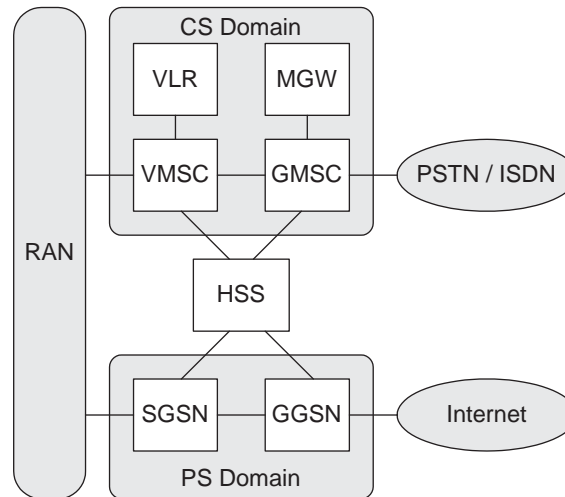 CS Domain
VLR
MGW
VMSC
GMSC
PSTN / ISDN
RAN
HSS
SGSN
GGSN
Internet
PS Domain